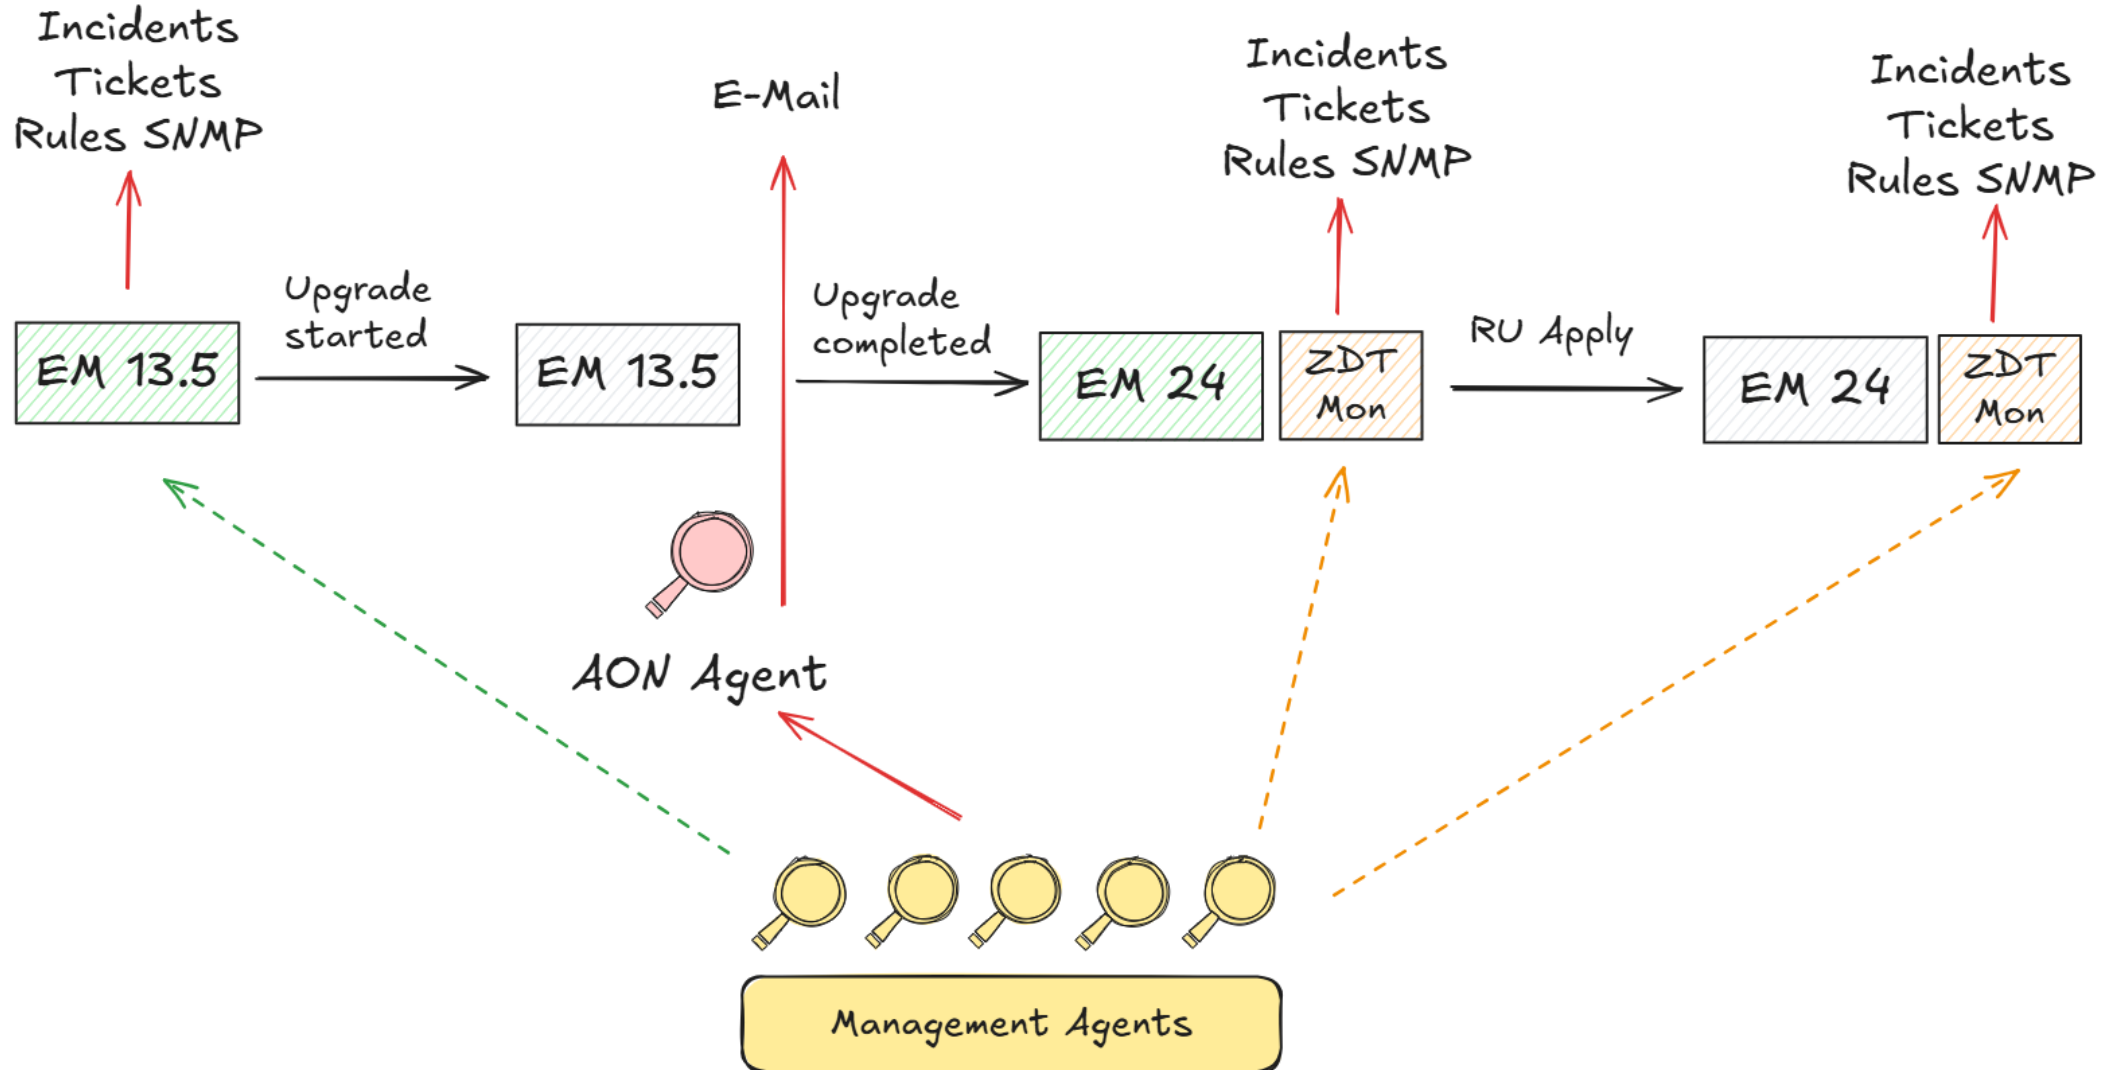 Incidents
Tickets
Rules SNMP
E-Mail
Incidents
Tickets
Rules SNMP
Incidents
Tickets
Rules SNMP
EM 13.5
Upgrade
started
EM 13.5
Upgrade
completed
EM 24
ZDT
Mon
RU Apply
EM 24
ZDT
Mon
AON Agent
Management Agents